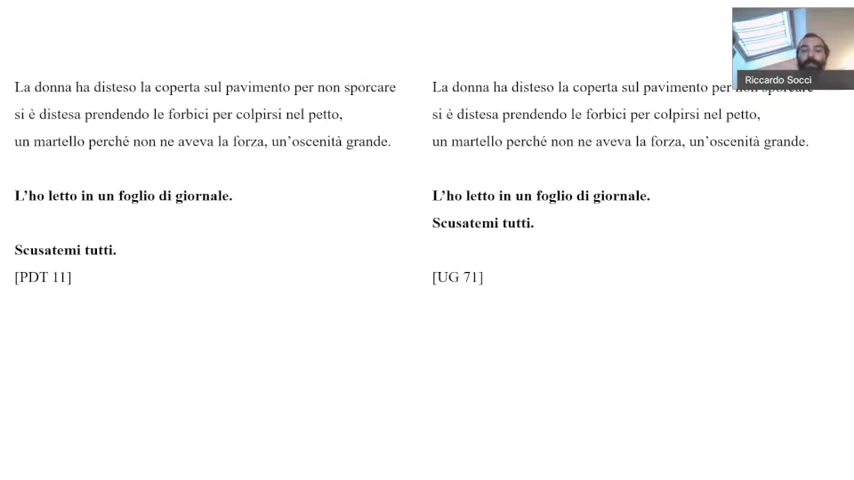 La donna ha disteso la coperta sul pavimento per non sporcare
si è distesa prendendo le forbici per colpirsi nel petto,
un martello perché non ne aveva la forza, un’oscenità grande.
L’ho letto in un foglio di giornale.
Scusatemi tutti.
[PDT 11]
La donna ha disteso la coperta sul pavimento per non sporcare
si è distesa prendendo le forbici per colpirsi nel petto,
un martello perché non ne aveva la forza, un’oscenità grande.
L’ho letto in un foglio di giornale.
Scusatemi tutti.
[UG 71]
Riccardo Socci